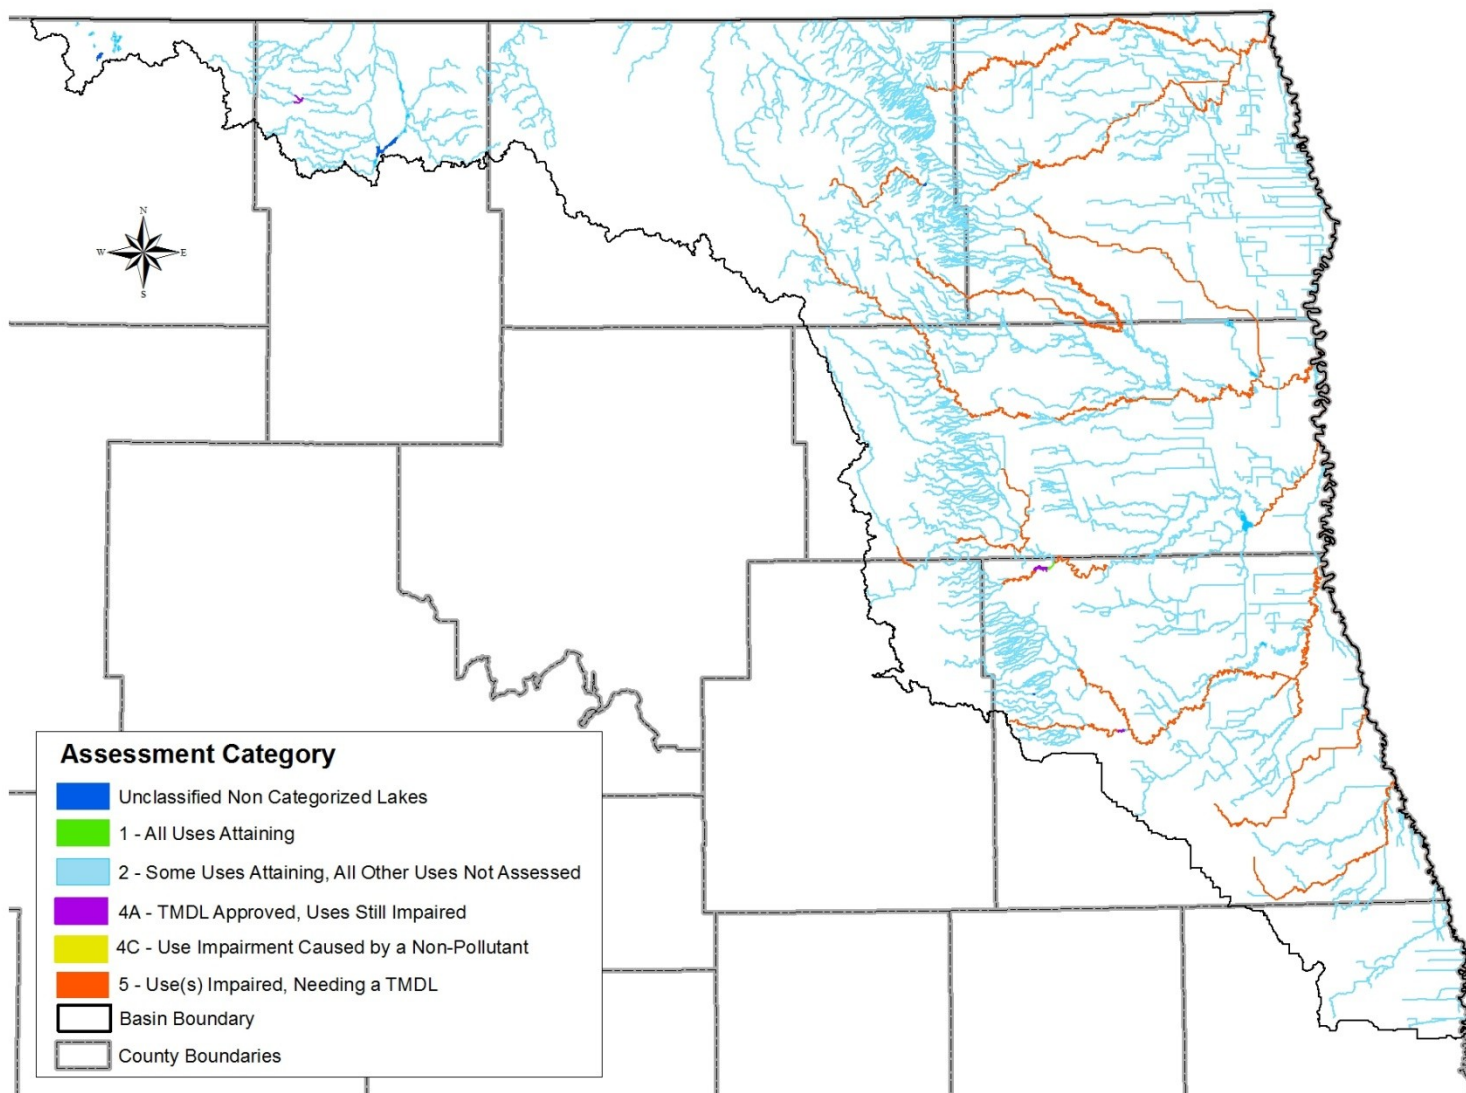 N
W
E
S
Assessment Category
Unclassified Non Categorized Lakes
1 - All Uses Attaining
2 - Some Uses Attaining, All Other Uses Not Assessed
4A - TMDL Approved, Uses Still Impaired
4C - Use Impairment Caused by a Non-Pollutant
5 - Use(s) Impaired, Needing a TMDL
Basin Boundary
County Boundaries